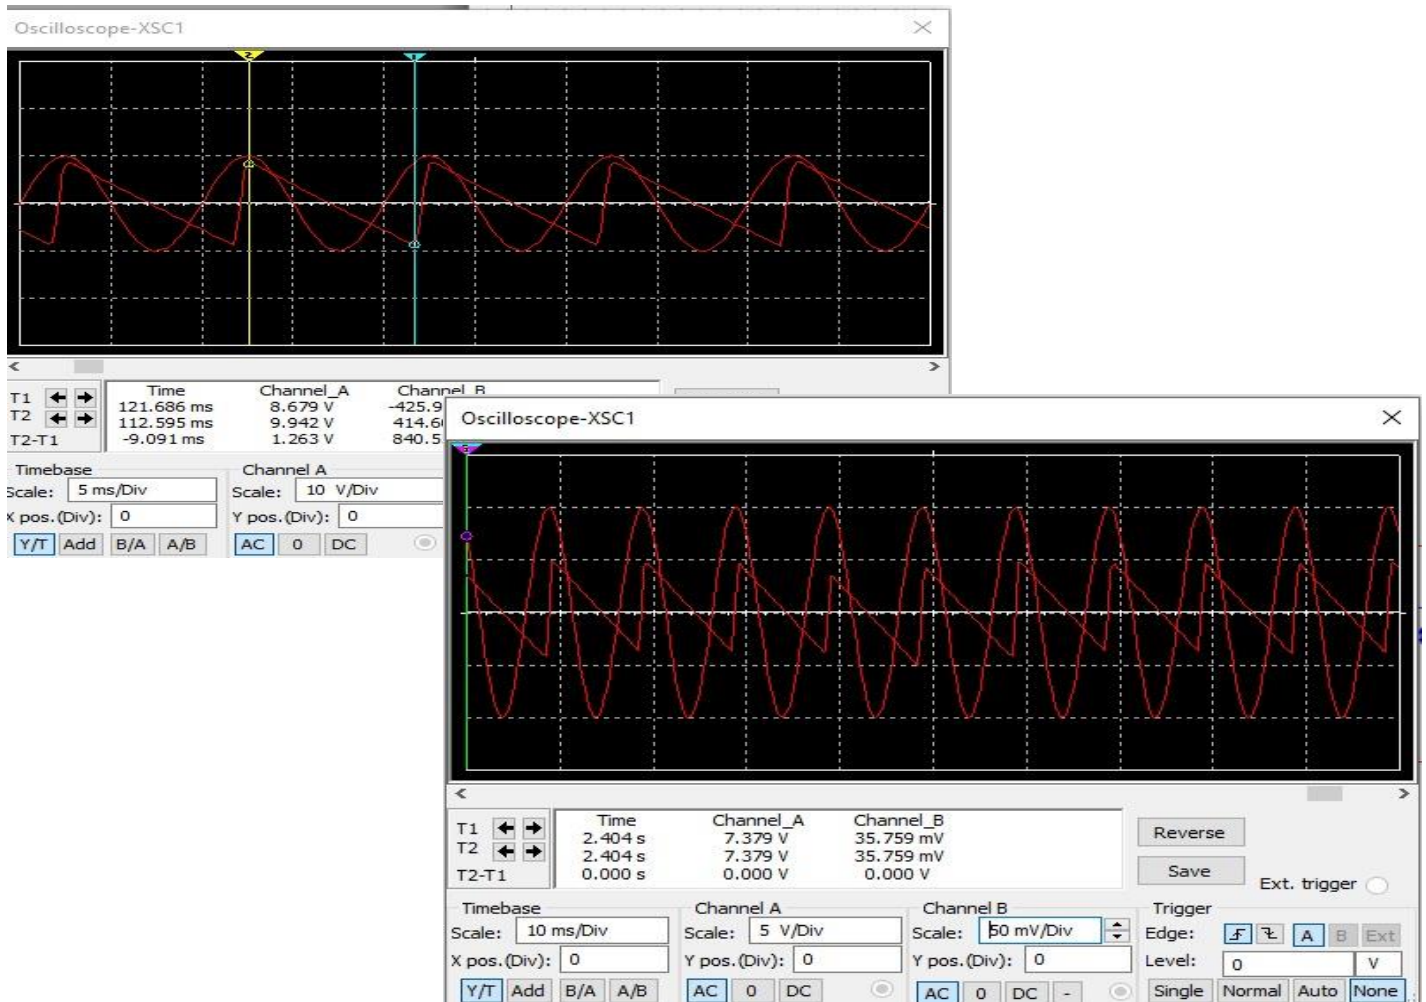 Oscilloscope-XSC1
2 1
Time Channel_A Channel_B
T1 121.686 ms 8.679 V -425.9
T2 112.595 ms 9.942 V 414.6
T2-T1 -9.091 ms 1.263 V 840.5
Timebase Channel A
Scale: 5 ms/Div Scale: 10 V/Div
X pos.(Div): 0 Y pos.(Div): 0
Y/T Add B/A A/B AC 0 DC
Oscilloscope-XSC1
Time Channel_A Channel_B
T1 2.404 s 7.379 V 35.759 mV
T2 2.404 s 7.379 V 35.759 mV
T2-T1 0.000 s 0.000 V 0.000 V
Reverse
Save
Ext. trigger
Timebase Channel A Channel B Trigger
Scale: 10 ms/Div Scale: 5 V/Div Scale: 50 mV/Div Edge: A B Ext
X pos.(Div): 0 Y pos.(Div): 0 Y pos.(Div): 0 Level: 0 V
Y/T Add B/A A/B AC 0 DC AC 0 DC - Single Normal Auto None